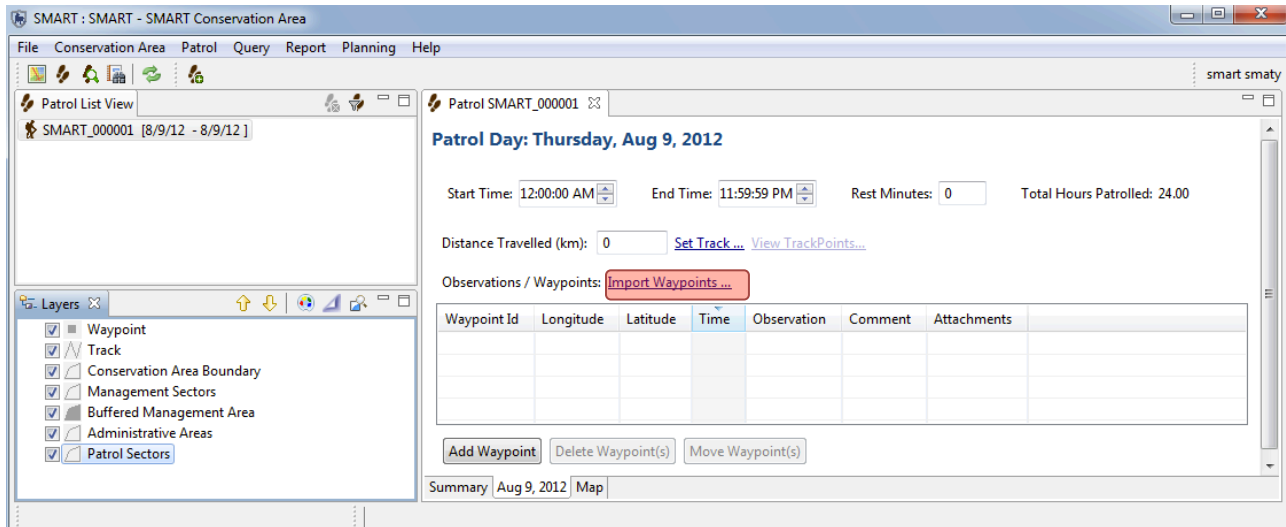 SMART : SMART - SMART Conservation Area
File Conservation Area Patrol Query Report Planning Help
smart smaty
Patrol List View
SMART_000001 [8/9/12 - 8/9/12 ]
Layers
Waypoint
Track
Conservation Area Boundary
Management Sectors
Buffered Management Area
Administrative Areas
Patrol Sectors
Patrol SMART_000001
Patrol Day: Thursday, Aug 9, 2012
Start Time: 12:00:00 AM End Time: 11:59:59 PM Rest Minutes: 0 Total Hours Patrolled: 24.00
Distance Travelled (km): 0 Set Track ... View TrackPoints...
Observations / Waypoints: Import Waypoints ...
Waypoint Id Longitude Latitude Time Observation Comment Attachments
Add Waypoint Delete Waypoint(s) Move Waypoint(s)
Summary Aug 9, 2012 Map